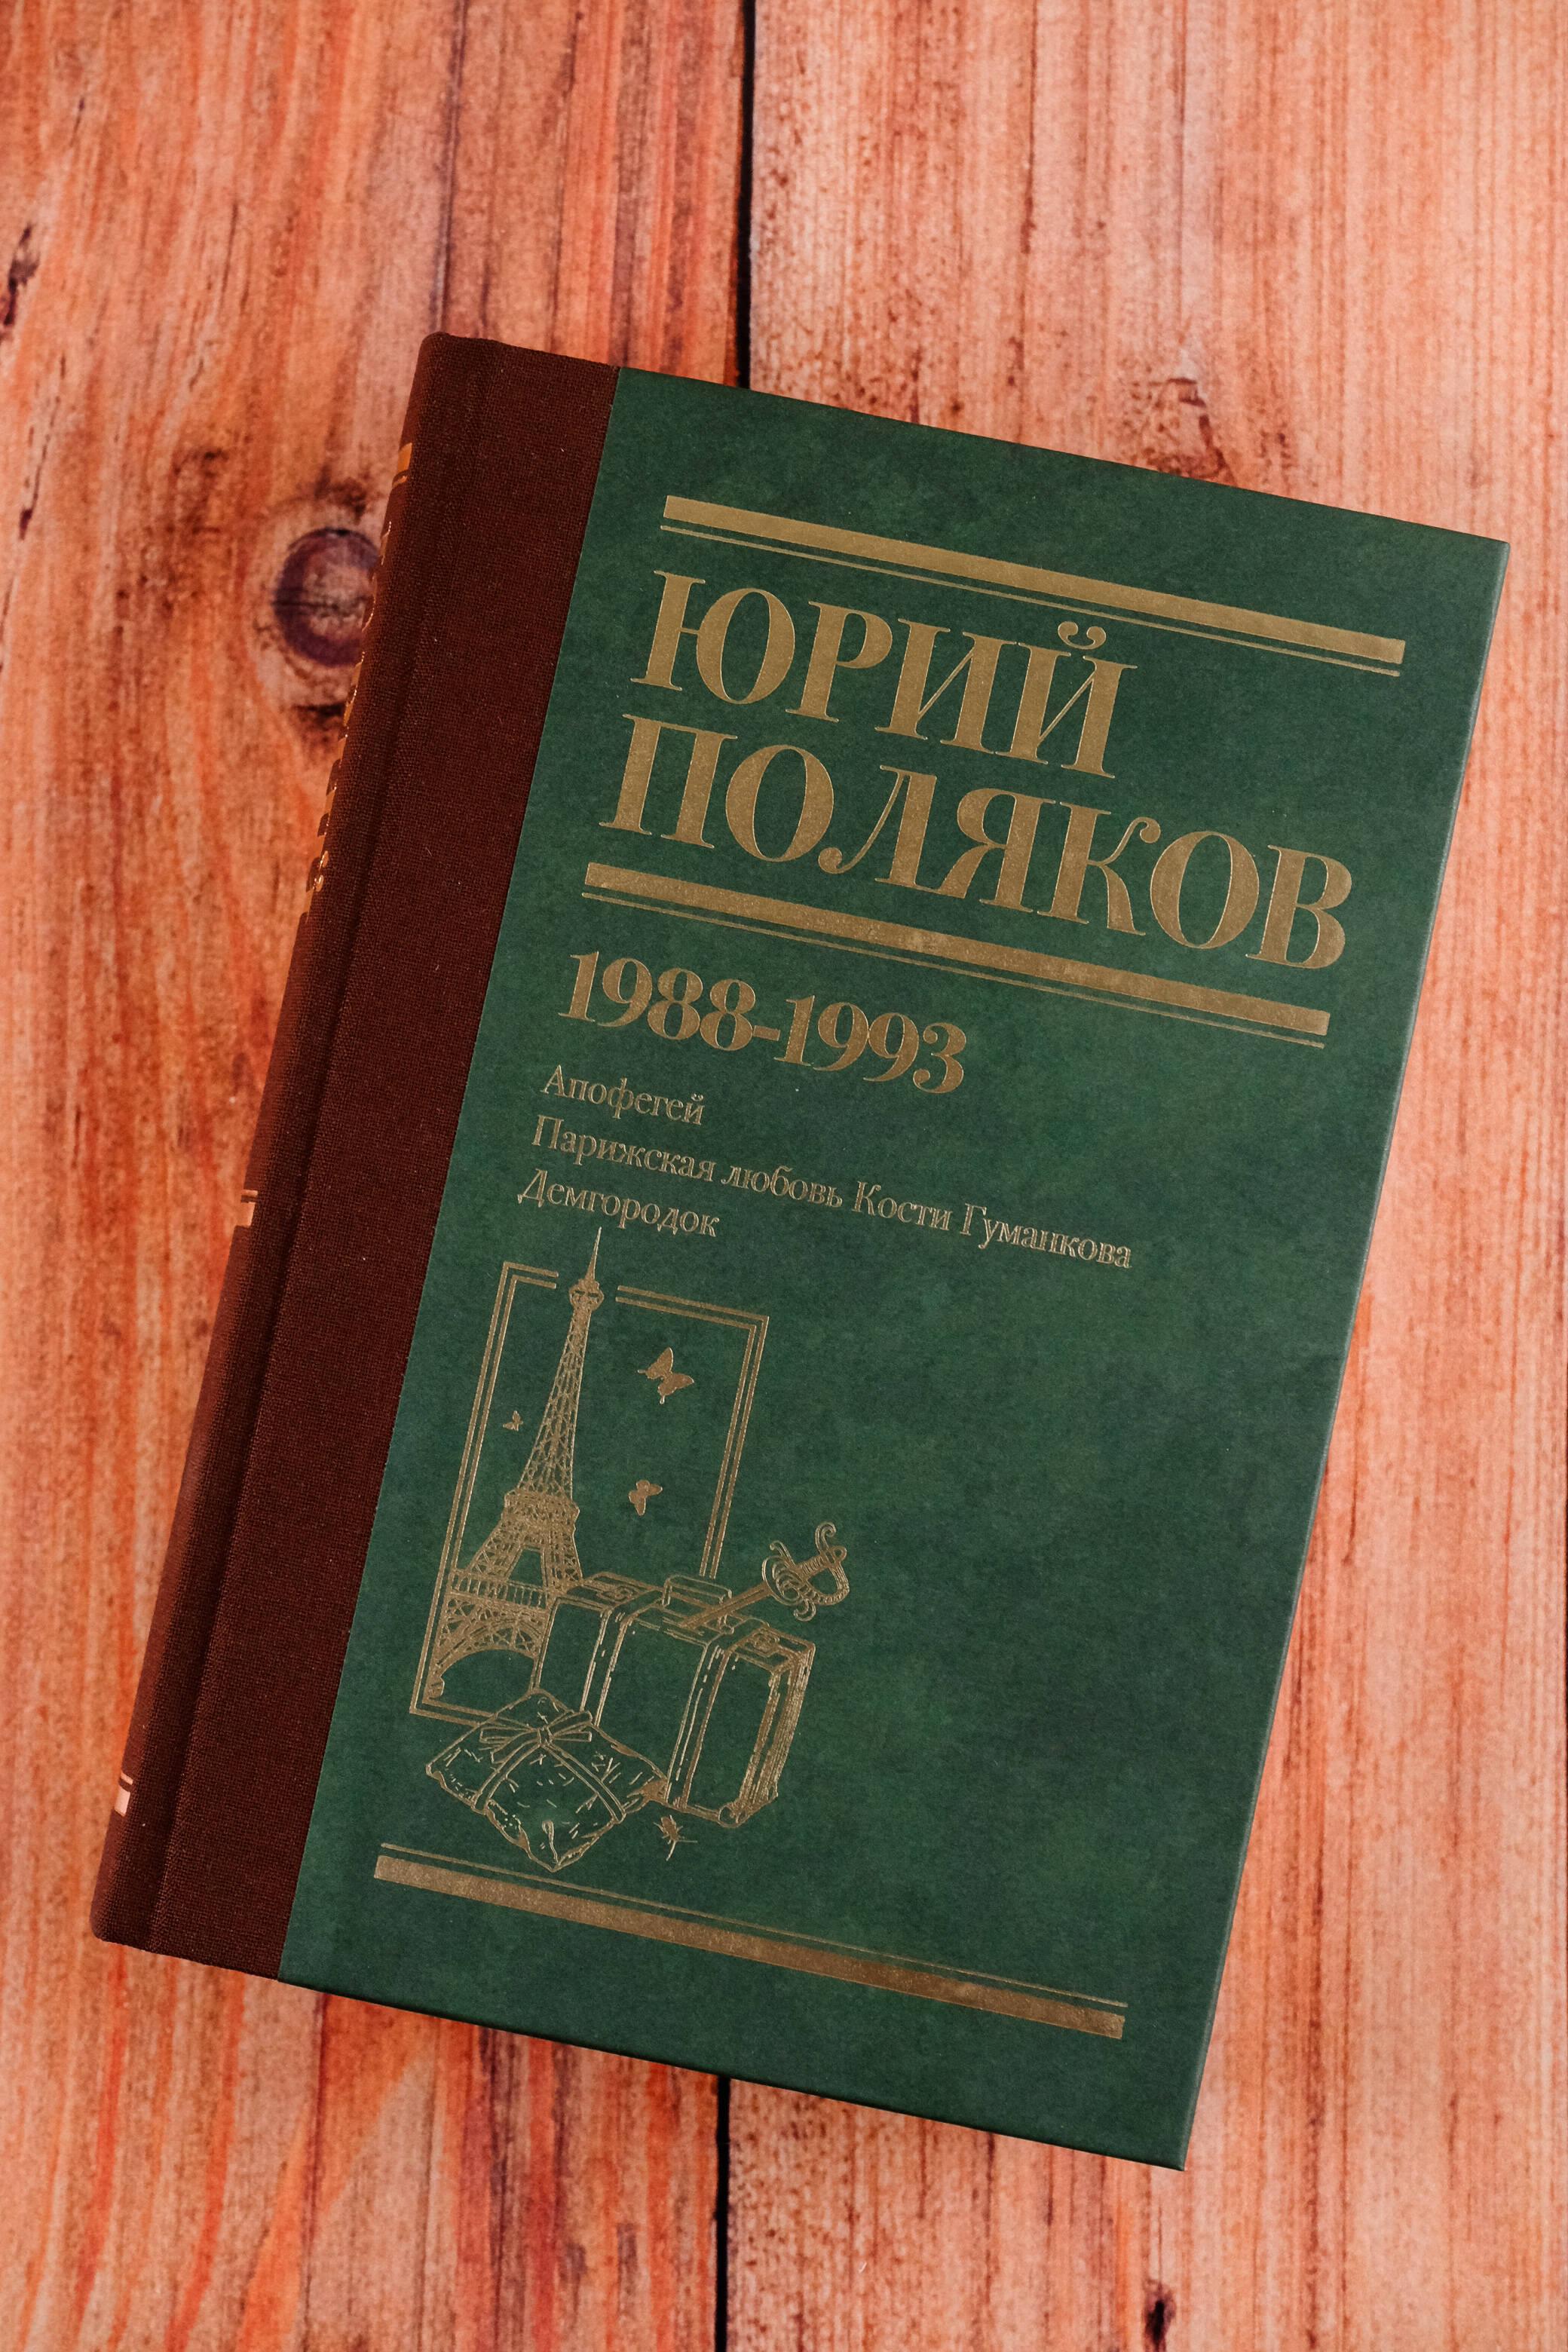 ЮРИЙ
ПОЛЯКОВ
1988-1993
Апофегей
Парижская любовь Кости Гуманкова
Демгородок